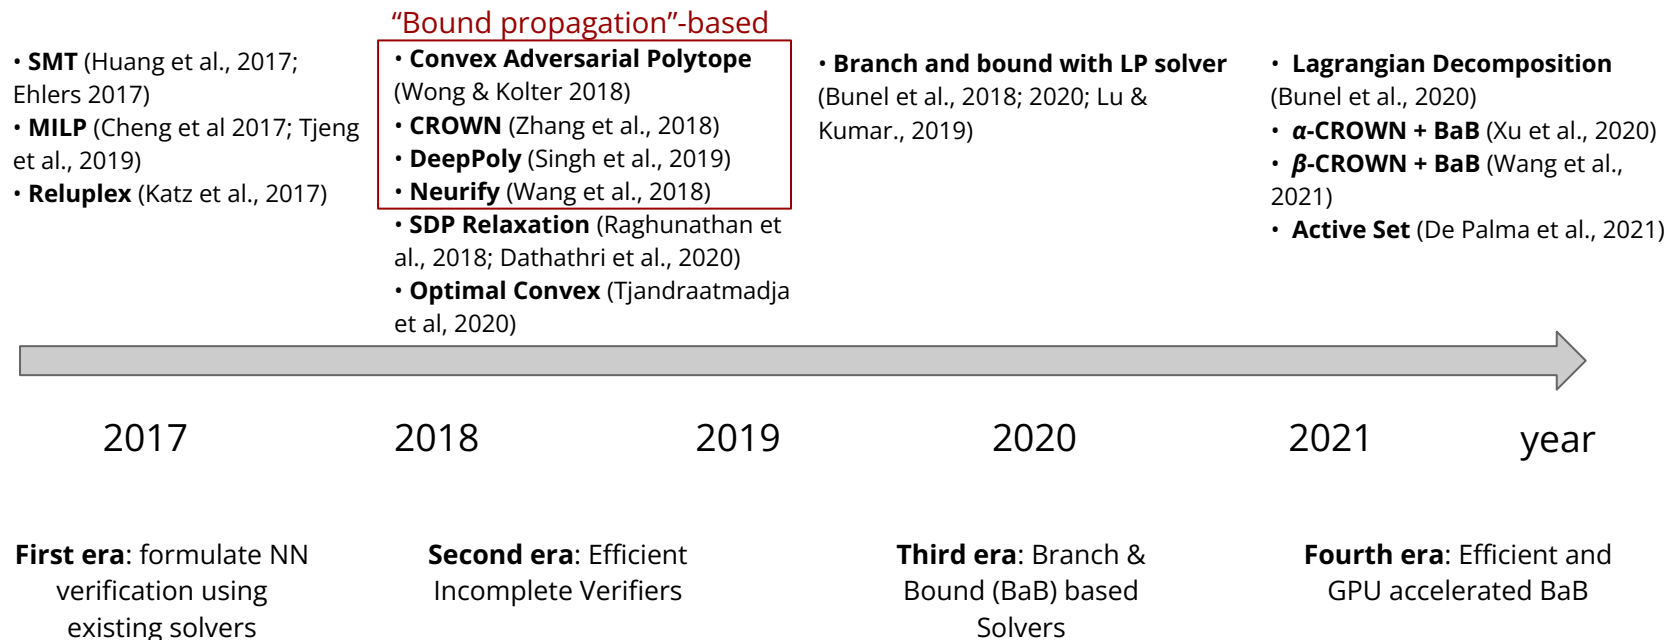 “Bound propagation”-based
• SMT (Huang et al., 2017;
Ehlers 2017)
• MILP (Cheng et al 2017; Tjeng
et al., 2019)
• Reluplex (Katz et al., 2017)
• Convex Adversarial Polytope
(Wong & Kolter 2018)
• CROWN (Zhang et al., 2018)
• DeepPoly (Singh et al., 2019)
• Neurify (Wang et al., 2018)
• SDP Relaxation (Raghunathan et
al., 2018; Dathathri et al., 2020)
• Optimal Convex (Tjandraatmadja
et al, 2020)
• Branch and bound with LP solver
(Bunel et al., 2018; 2020; Lu &
Kumar., 2019)
• Lagrangian Decomposition
(Bunel et al., 2020)
• α-CROWN + BaB (Xu et al., 2020)
• β-CROWN + BaB (Wang et al.,
2021)
• Active Set (De Palma et al., 2021)
2017
2018
2019
2020
2021
year
First era: formulate NN
verification using
existing solvers
Second era: Efficient
Incomplete Verifiers
Third era: Branch &
Bound (BaB) based
Solvers
Fourth era: Efficient and
GPU accelerated BaB